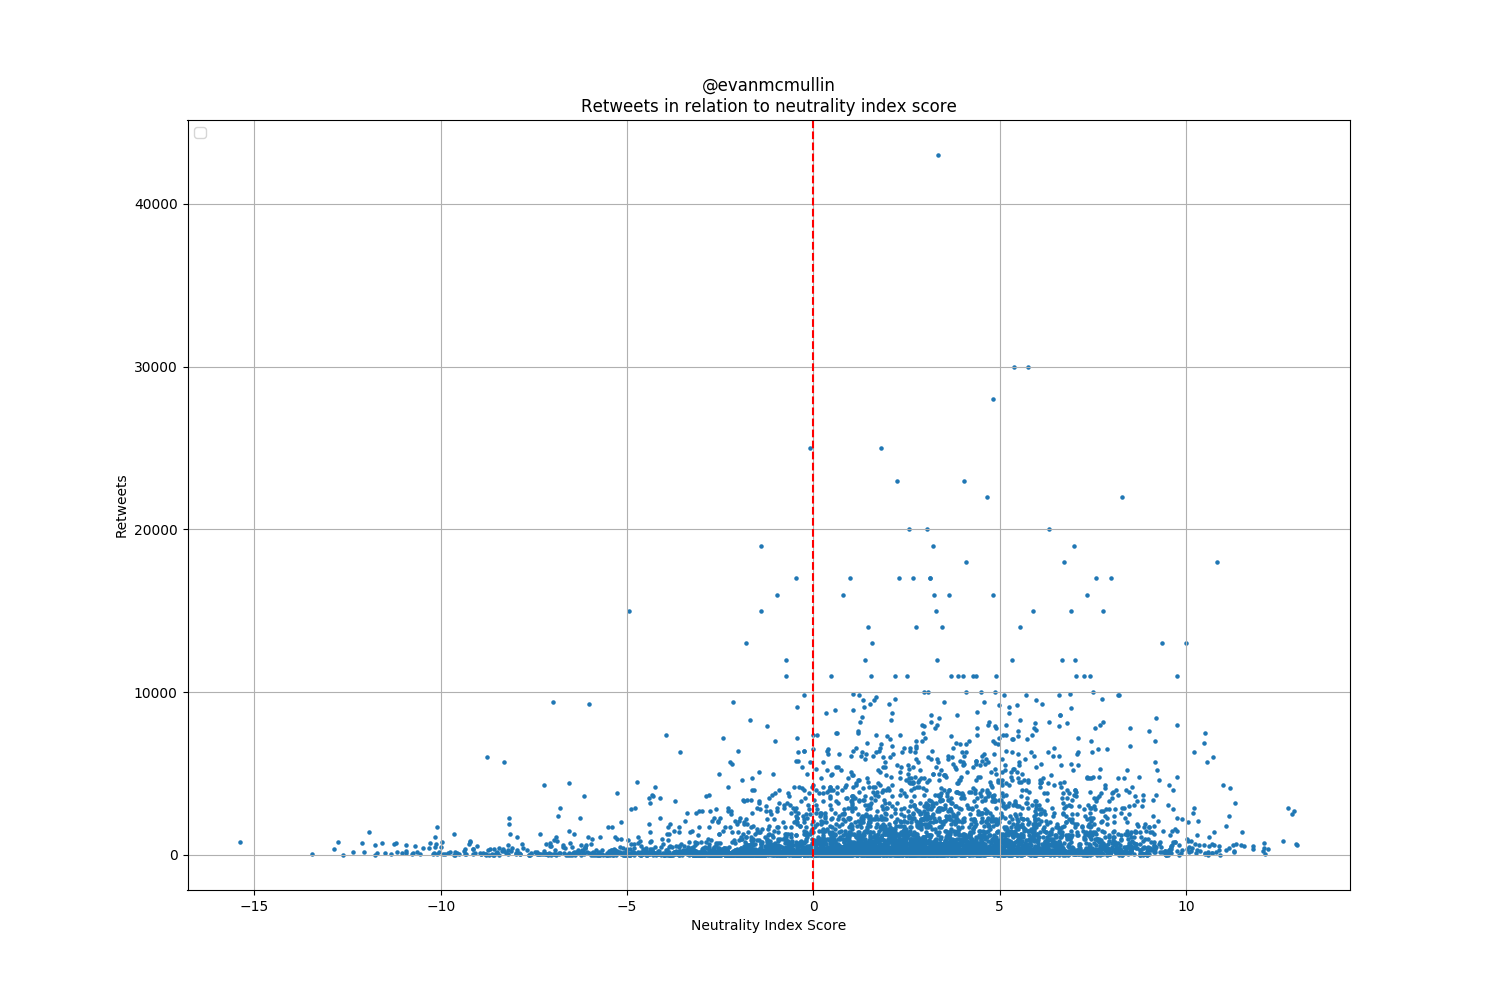 @evanmcmullin
Retweets in relation to neutrality index score
Retweets
40000
30000
20000
10000
0
−15
−10
−5
0
5
10
Neutrality Index Score